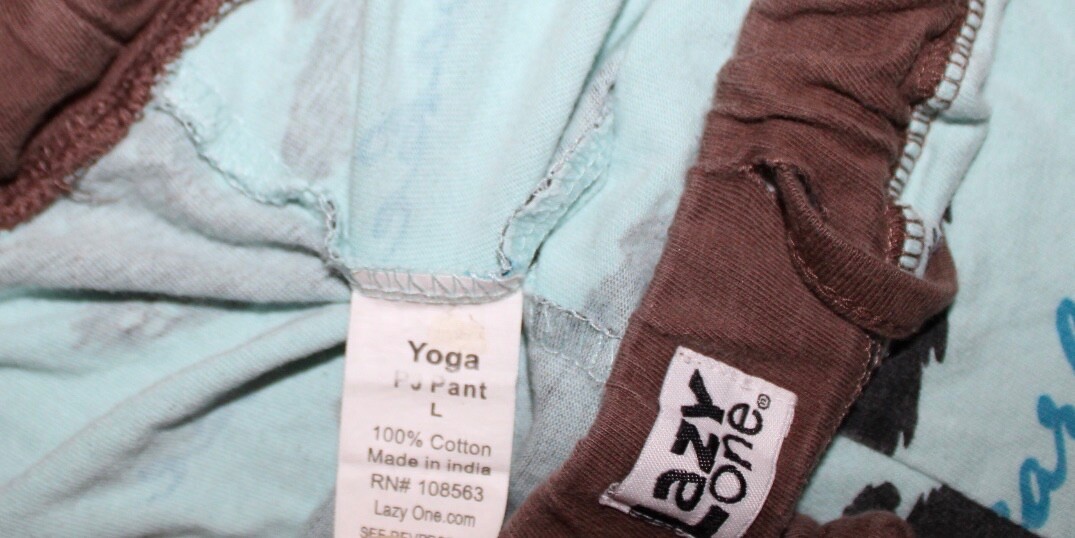 Yoga
PJ Pant
L
100% Cotton
Made in india
RN# 108563
Lazy One.com
Lazy
One®